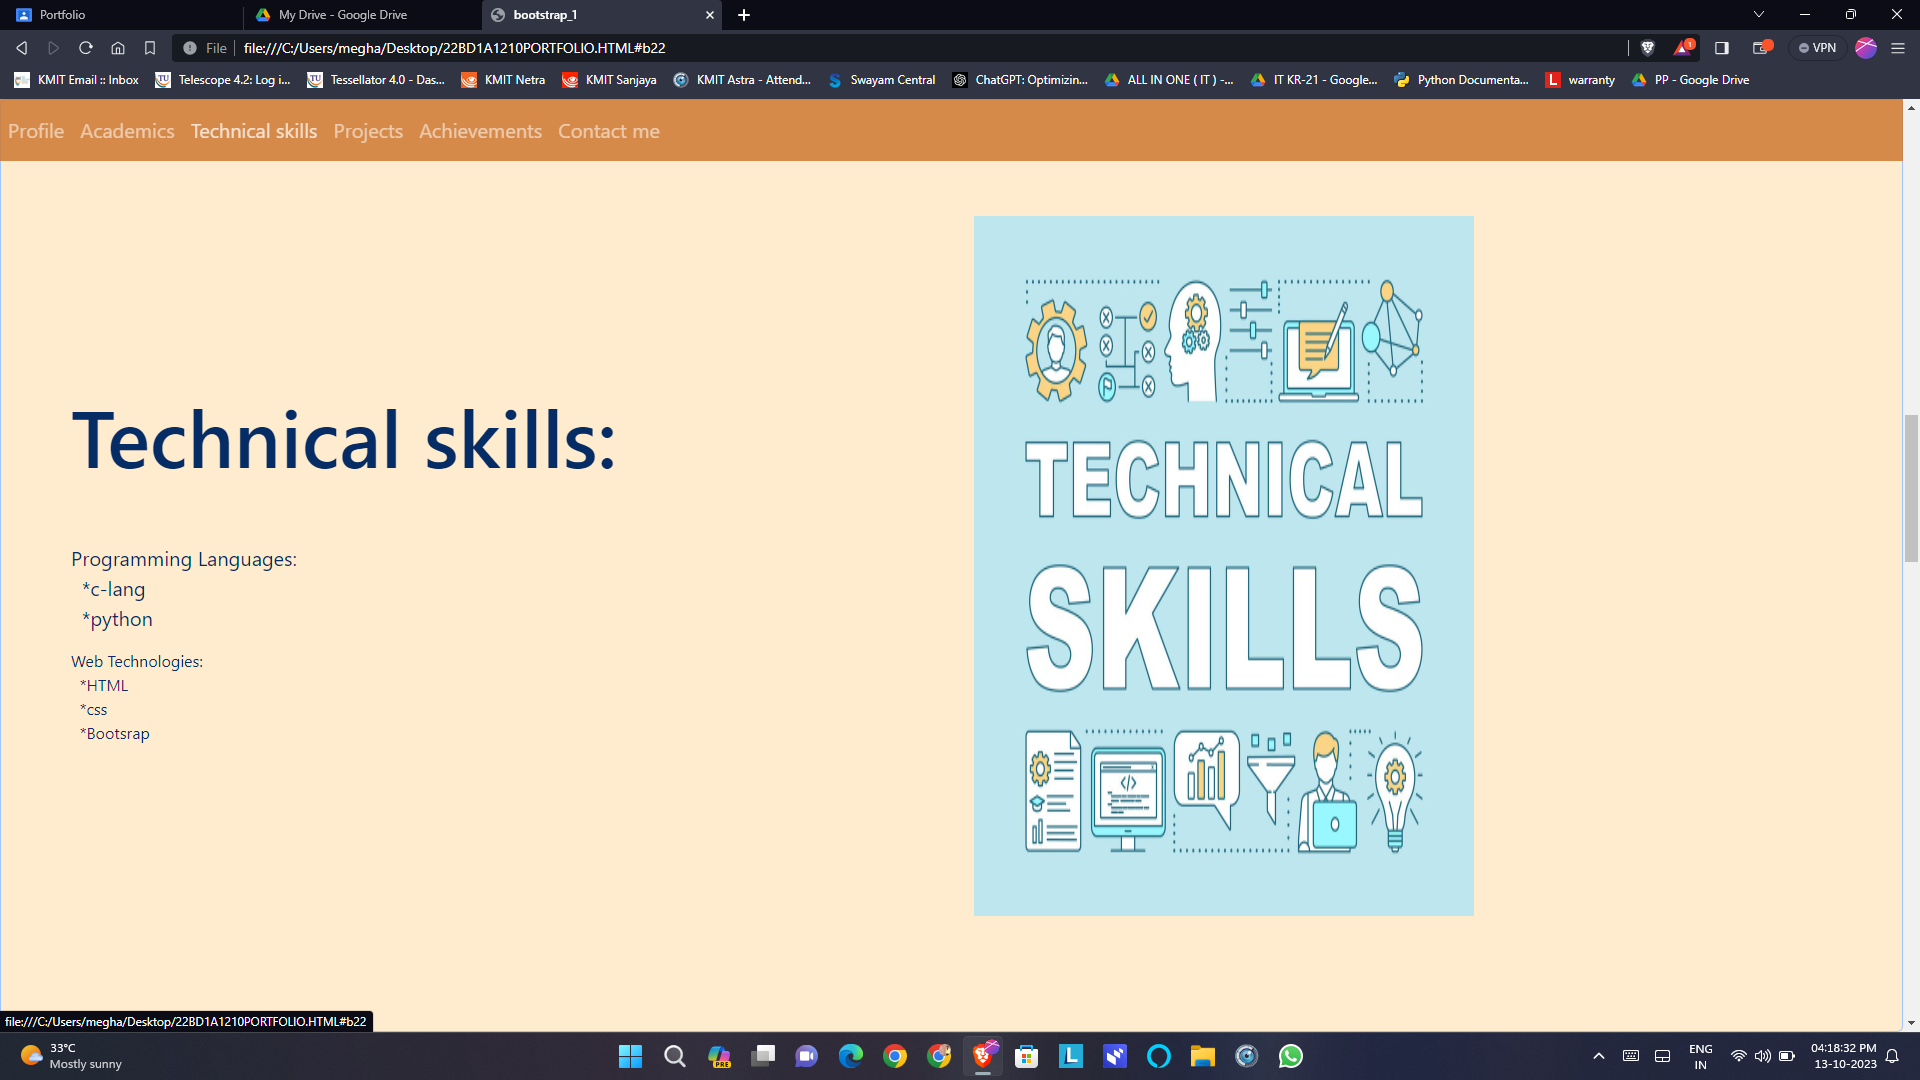 Portfolio
My Drive - Google Drive
bootstrap_1
File
file:///C:/Users/megha/Desktop/22BD1A1210PORTFOLIO.HTML#b22
1
VPN
KMIT Email :: Inbox
Telescope 4.2: Log i...
Tessellator 4.0 - Das...
KMIT Netra
KMIT Sanjaya
KMIT Astra - Attend...
Swayam Central
ChatGPT: Optimizin...
ALL IN ONE ( IT ) -...
IT KR-21 - Google...
Python Documenta...
warranty
PP - Google Drive
Profile Academics Technical skills Projects Achievements Contact me
Technical skills:
Programming Languages:
*c-lang
*python
Web Technologies:
*HTML
*css
*Bootsrap
TECHNICAL
SKILLS
file:///C:/Users/megha/Desktop/22BD1A1210PORTFOLIO.HTML#b22
33°C
Mostly sunny
PRE
ENG
IN
04:18:32 PM
13-10-2023